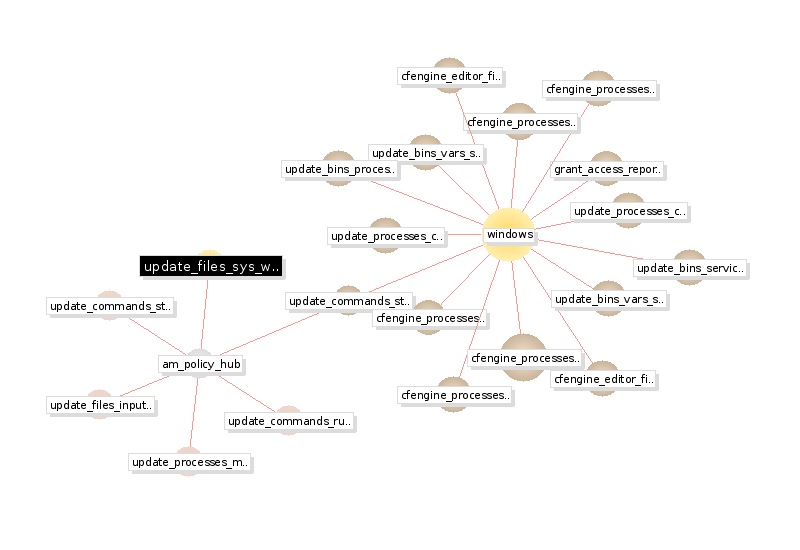 cfengine_editor_fi..
cfengine_processes..
cfengine_processes..
update_bins_vars_s..
update_bins_proces..
grant_access_repor..
update_processes_c..
update_processes_c..
windows
update_files_sys_w..
update_bins_servic..
update_commands_st..
update_commands_st..
update_bins_vars_s..
cfengine_processes..
cfengine_processes..
am_policy_hub
cfengine_editor_fi..
cfengine_processes..
update_files_input..
update_commands_ru..
update_processes_m..